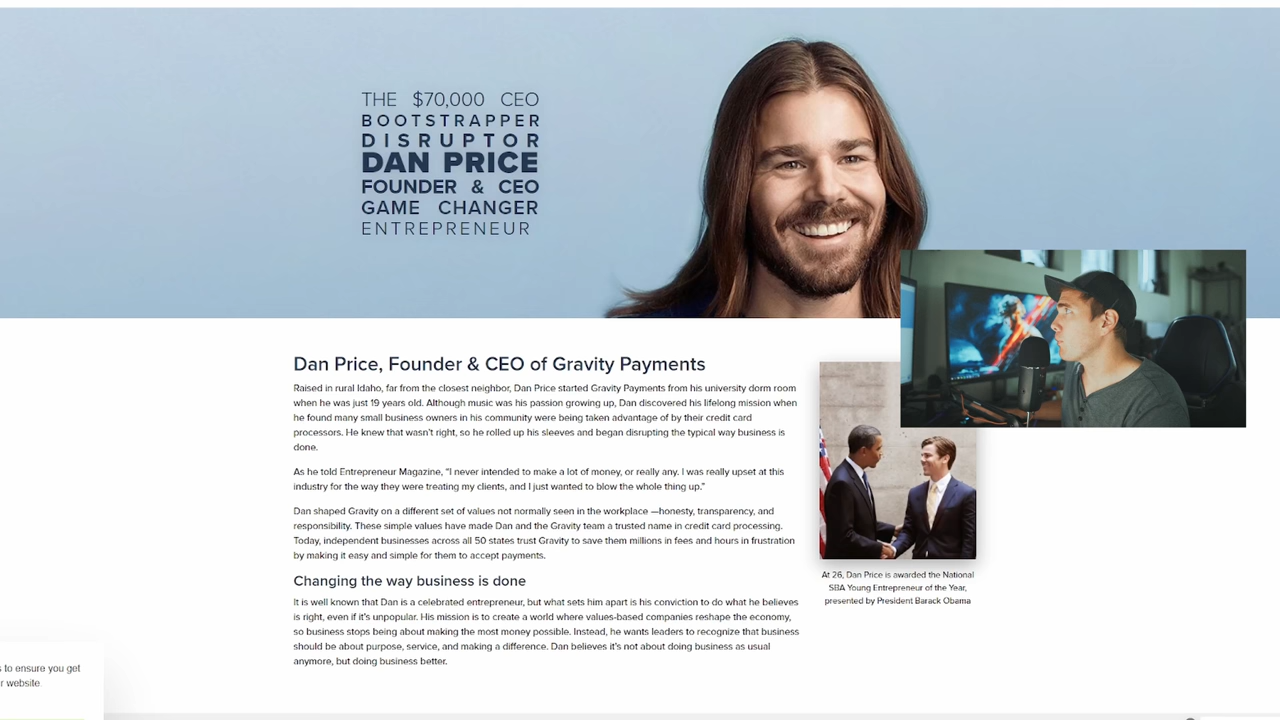 THE $70,000 CEO
BOOTSTRAPPER
DISRUPTOR
DAN PRICE
FOUNDER & CEO
GAME CHANGER
ENTREPRENEUR
Dan Price, Founder & CEO of Gravity Payments
Raised in rural Idaho, far from the closest neighbor, Dan Price started Gravity Payments from his university dorm room
when he was just 19 years old. Although music was his passion growing up, Dan discovered his lifelong mission when
he found many small business owners in his community were being taken advantage of by their credit card
processors. He knew that wasn't right, so he rolled up his sleeves and began disrupting the typical way business is
done.
As he told Entrepreneur Magazine, “I never intended to make a lot of money, or really any. I was really upset at this
industry for the way they were treating my clients, and I just wanted to blow the whole thing up.”
Dan shaped Gravity on a different set of values not normally seen in the workplace —honesty, transparency, and
responsibility. These simple values have made Dan and the Gravity team a trusted name in credit card processing.
Today, independent businesses across all 50 states trust Gravity to save them millions in fees and hours in frustration
by making it easy and simple for them to accept payments.
Changing the way business is done
It is well known that Dan is a celebrated entrepreneur, but what sets him apart is his conviction to do what he believes
is right, even if it's unpopular. His mission is to create a world where values-based companies reshape the economy,
so business stops being about making the most money possible. Instead, he wants leaders to recognize that business
should be about purpose, service, and making a difference. Dan believes it's not about doing business as usual
anymore, but doing business better.
At 26, Dan Price is awarded the National
SBA Young Entrepreneur of the Year,
presented by President Barack Obama
s to ensure you get
r website.